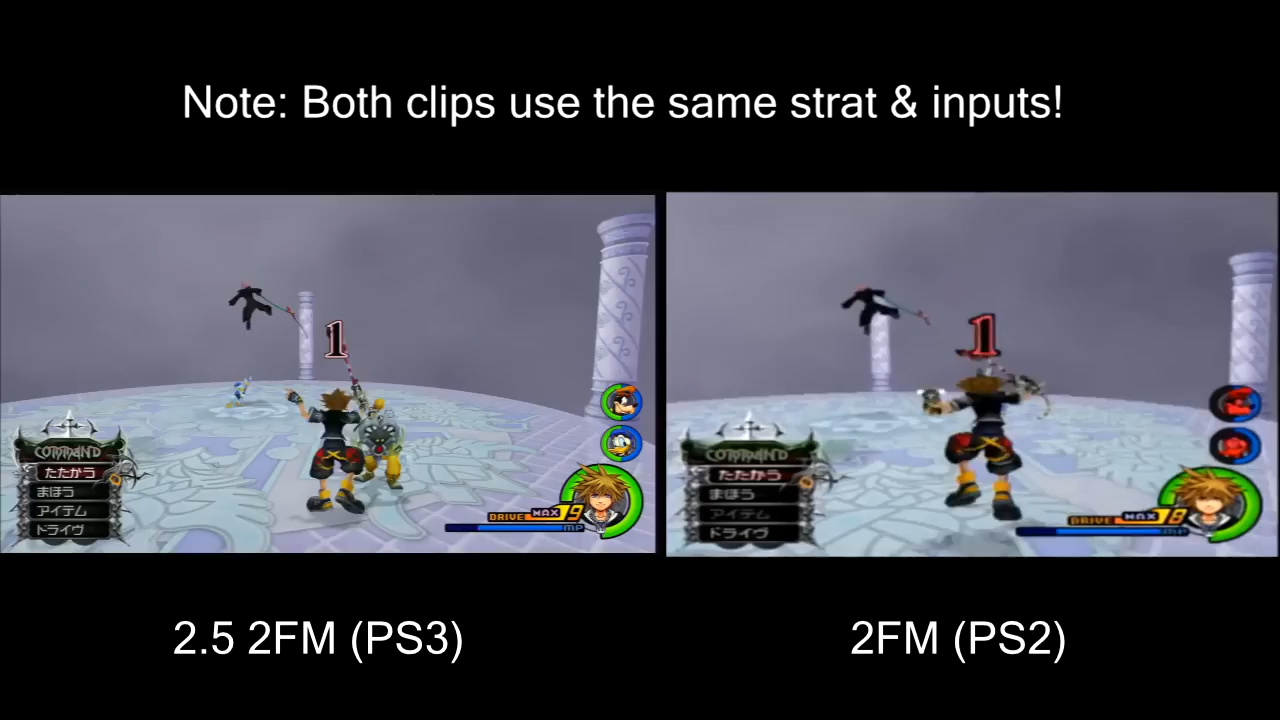 Note: Both clips use the same strat & inputs!
1
COMMAND
たたかう
まほう
アイテム
ドライヴ
DRIVE MAX 9
MP
1
COMMAND
たたかう
まほう
アイテム
ドライヴ
DRIVE MAX 8
MP
2.5 2FM (PS3)
2FM (PS2)